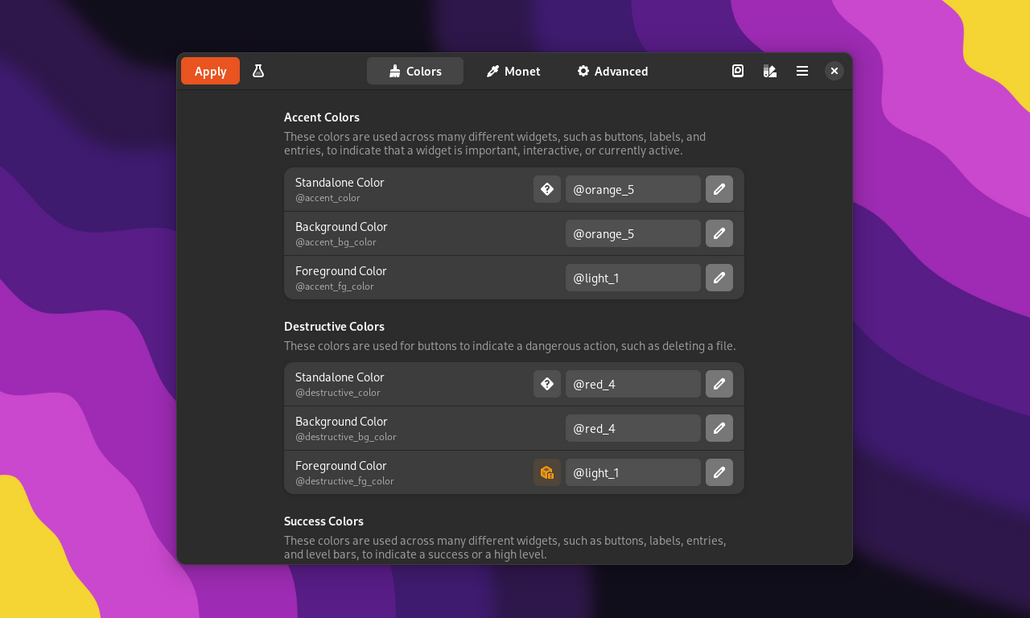 Apply
Colors
Monet
Advanced
Accent Colors
These colors are used across many different widgets, such as buttons, labels, and
entries, to indicate that a widget is important, interactive, or currently active.
Standalone Color
@accent_color
@orange_5
Background Color
@accent_bg_color
@orange_5
Foreground Color
@accent_fg_color
@light_1
Destructive Colors
These colors are used for buttons to indicate a dangerous action, such as deleting a file.
Standalone Color
@destructive_color
@red_4
Background Color
@destructive_bg_color
@red_4
Foreground Color
@destructive_fg_color
@light_1
Success Colors
These colors are used across many different widgets, such as buttons, labels, entries,
and level bars, to indicate a success or a high level.